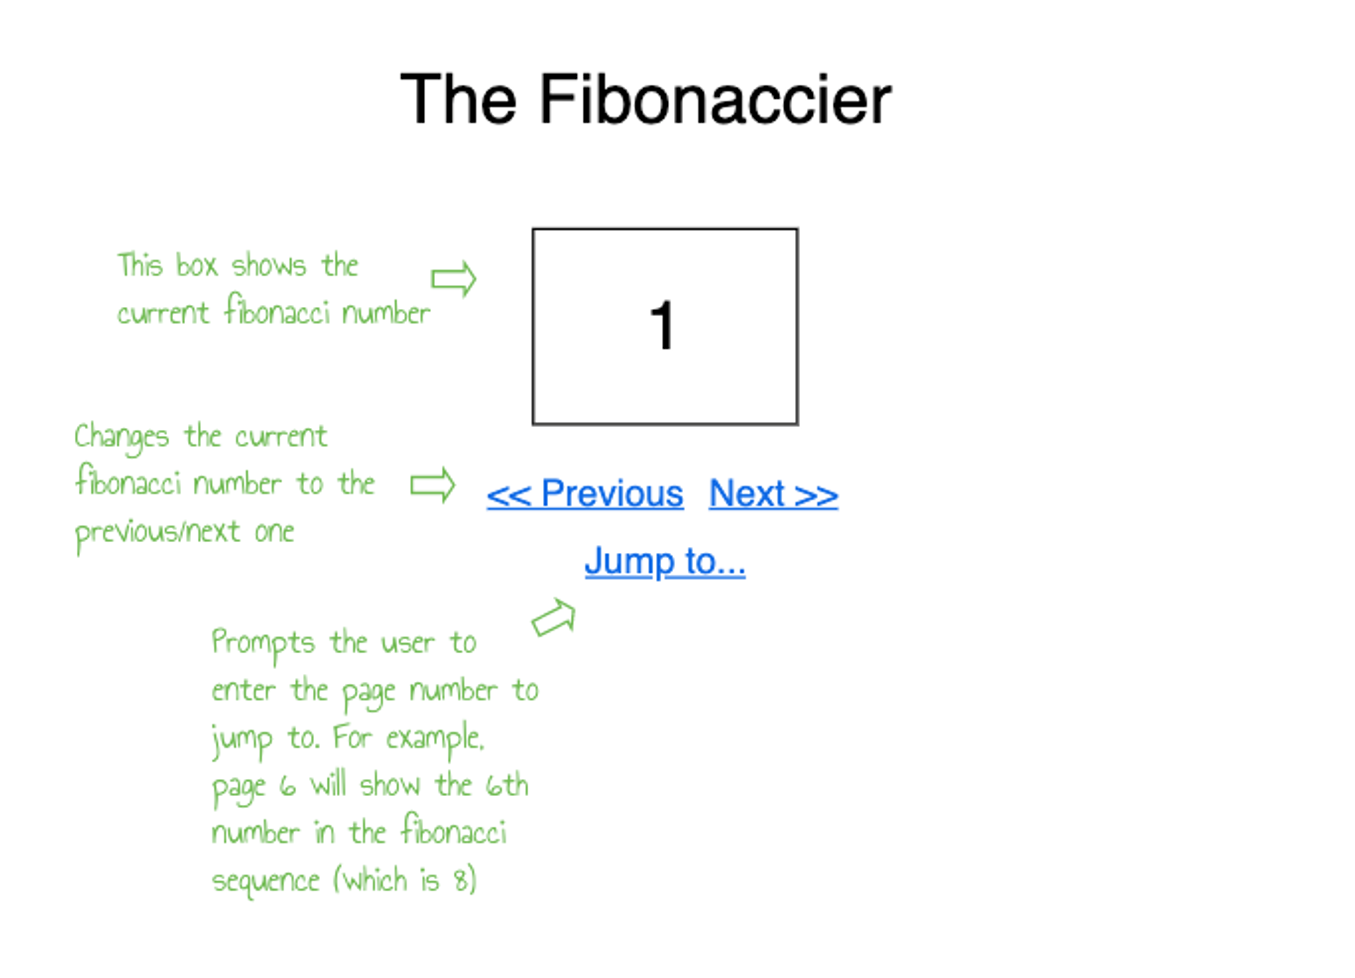 The Fibonaccier
This box shows the
current fibonacci number
1
Changes the current
fibonacci number to the
previous/next one
<< Previous Next >>
Jump to...
Prompts the user to
enter the page number to
jump to. For example,
page 6 will show the 6th
number in the fibonacci
sequence (which is 8)